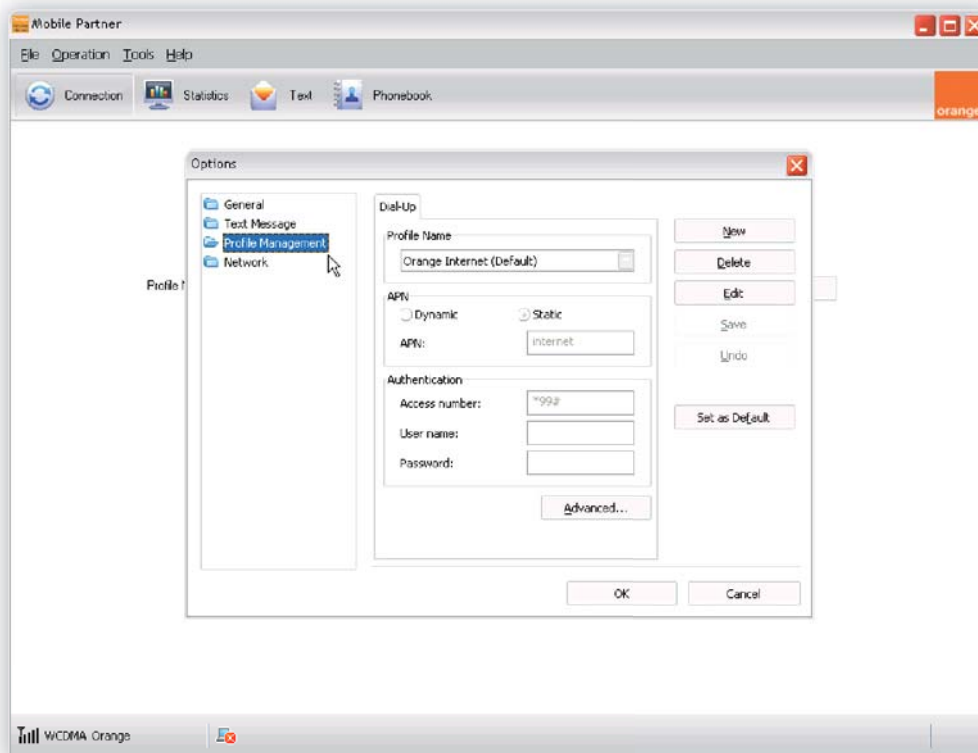 Mobile Partner
File Operation Tools Help
Connection Statistics Text Phonebook
orange
Options
General
Text Message
Profile Management
Network
Profile N
Dial-Up
Profile Name
Orange Internet (Default)
APN
Dynamic Static
APN: internet
Authentication
Access number: *99#
User name:
Password:
Advanced...
New
Delete
Edit
Save
Undo
Set as Default
OK Cancel
WCDMA Orange